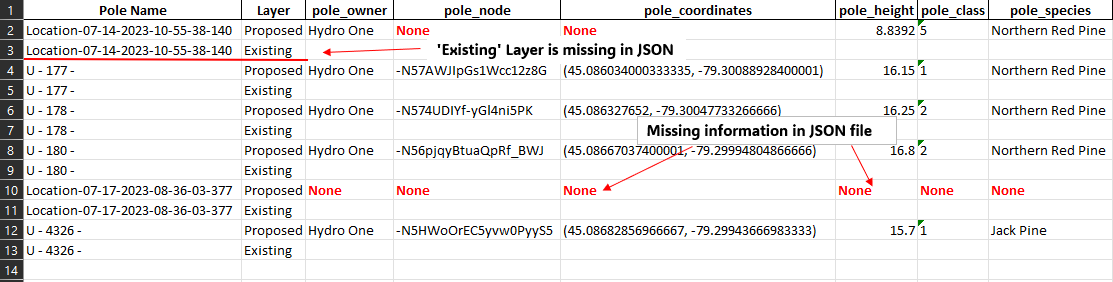 1 Pole Name Layer pole_owner pole_node pole_coordinates pole_height pole_class pole_species
2 Location-07-14-2023-10-55-38-140 Proposed Hydro One None None 8.8392 5 Northern Red Pine
3 Location-07-14-2023-10-55-38-140 Existing 'Existing' Layer is missing in JSON
4 U - 177 - Proposed Hydro One -N57AWJIpGs1Wcc12z8G (45.086034000333335, -79.30088928400001) 16.15 1 Northern Red Pine
5 U - 177 - Existing
6 U - 178 - Proposed Hydro One -N574UDIYf-yGl4ni5PK (45.086327652, -79.30047733266666) 16.25 2 Northern Red Pine
7 U - 178 - Existing Missing information in JSON file
8 U - 180 - Proposed Hydro One -N56pjqyBtuaQpRf_BWJ (45.08667037400001, -79.29994804866666) 16.8 2 Northern Red Pine
9 U - 180 - Existing
10 Location-07-17-2023-08-36-03-377 Proposed None None None None None None
11 Location-07-17-2023-08-36-03-377 Existing
12 U - 4326 - Proposed Hydro One -N5HWoOrEC5yvw0PyyS5 (45.08682856966667, -79.29943666983333) 15.7 1 Jack Pine
13 U - 4326 - Existing
14